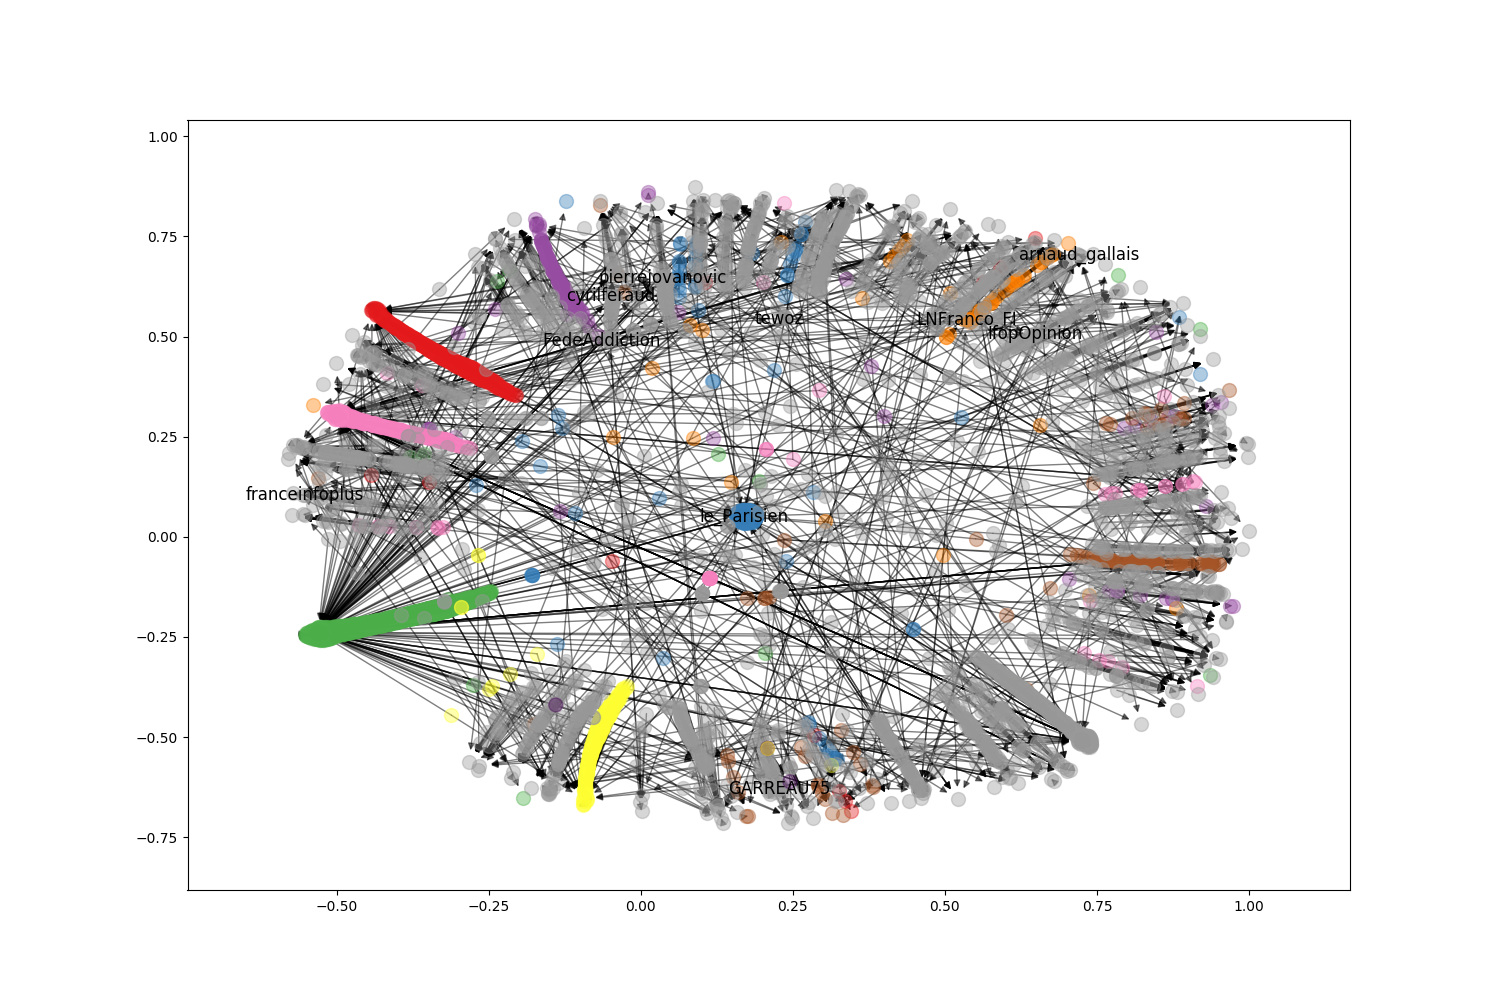 1.00
0.75
0.50
0.25
0.00
−0.25
−0.50
−0.75
arnaud_gallais
pierrejovanovic
cyrilferaud
tewoz
LNFranco_FI
IfopOpinion
FedeAddiction
franceinfoplus
le_Parisien
GARREAU75
−0.50
−0.25
0.00
0.25
0.50
0.75
1.00